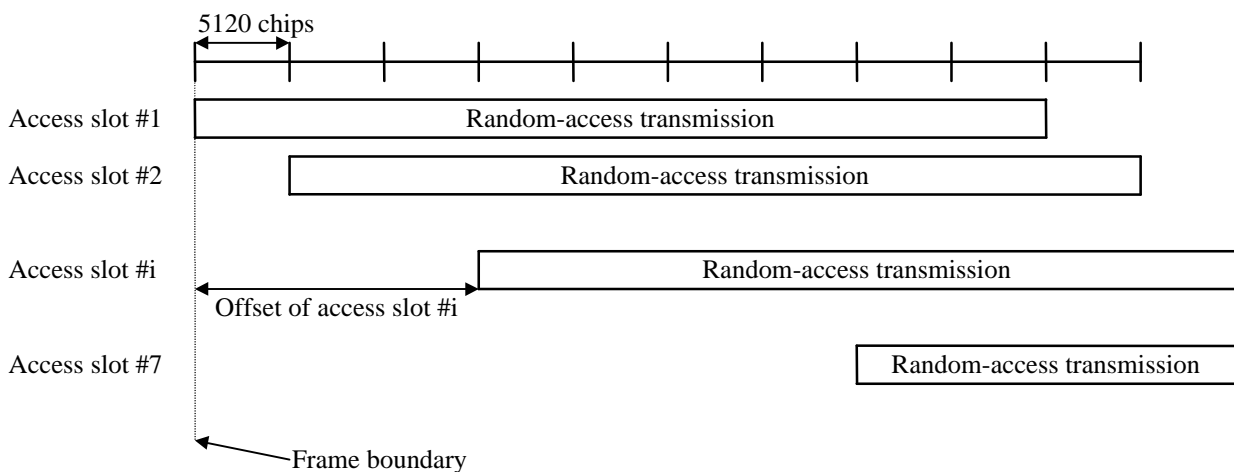 5120 chips
Access slot #1
Random-access transmission
Access slot #2
Random-access transmission
Access slot #i
Random-access transmission
Offset of access slot #i
Access slot #7
Random-access transmission
Frame boundary